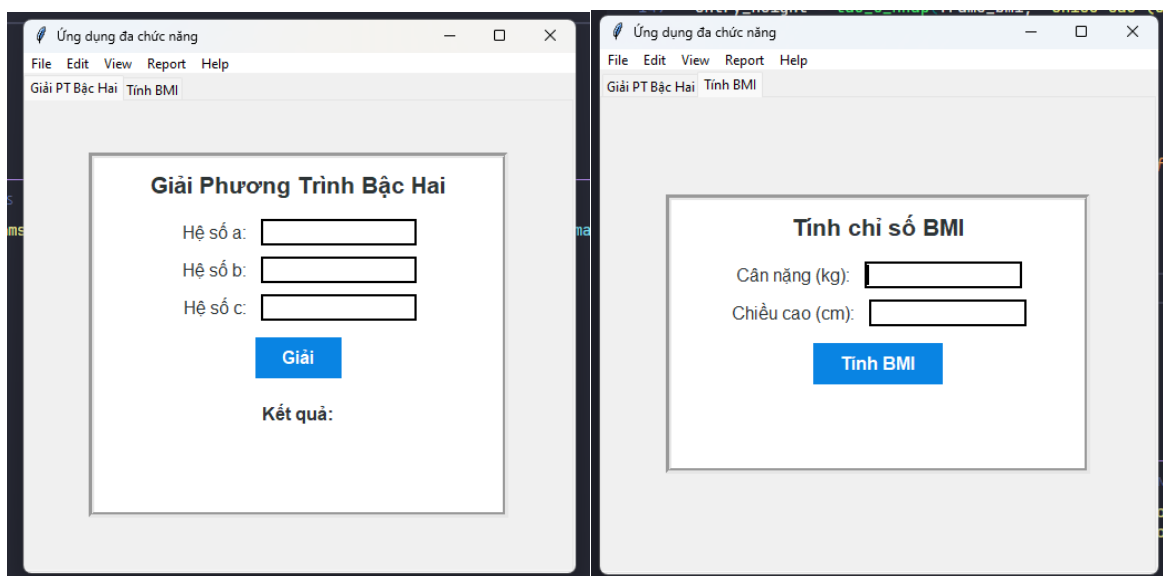 Ứng dụng đa chức năng
File Edit View Report Help
Giải PT Bậc Hai Tính BMI
Giải Phương Trình Bậc Hai
Hệ số a:
Hệ số b:
Hệ số c:
Giải
Kết quả:
Ứng dụng đa chức năng
File Edit View Report Help
Giải PT Bậc Hai Tính BMI
Tính chỉ số BMI
Cân nặng (kg):
Chiều cao (cm):
Tính BMI